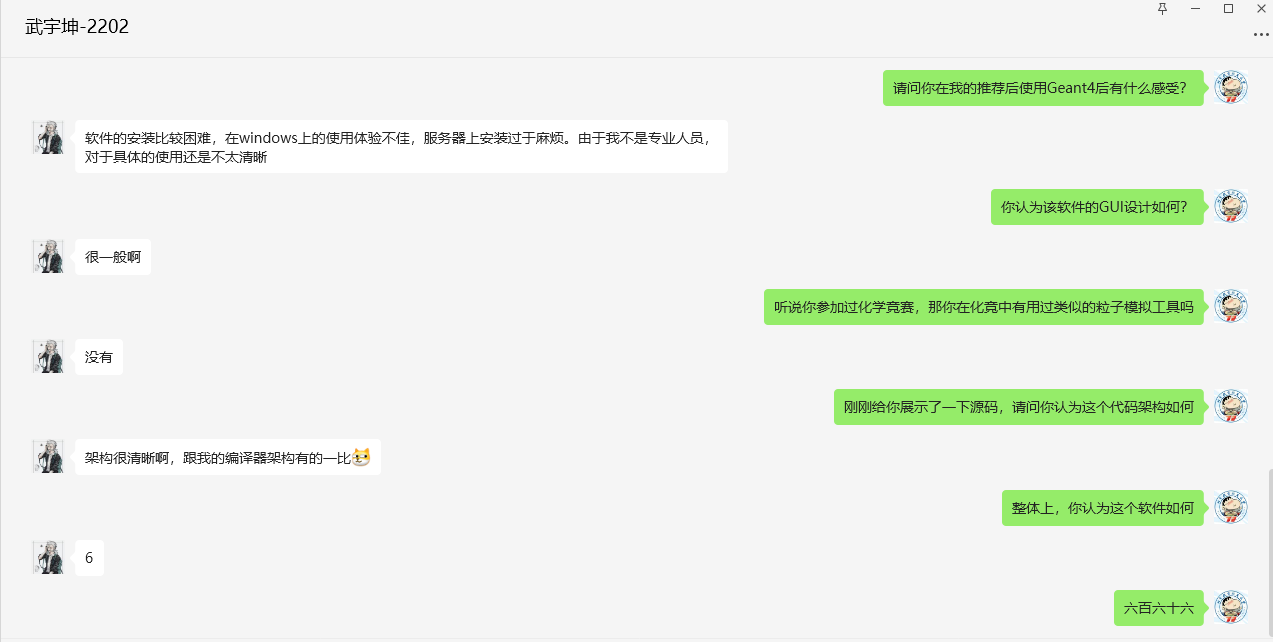 武宇坤-2202
请问你在我的推荐后使用Geant4后有什么感受?
软件的安装比较困难，在windows上的使用体验不佳，服务器上安装过于麻烦。由于我不是专业人员，
对于具体的使用还是不太清晰
你认为该软件的GUI设计如何?
很一般啊
听说你参加过化学竞赛，那你在化竞中有用过类似的粒子模拟工具吗
没有
刚刚给你展示了一下源码，请问你认为这个代码架构如何
架构很清晰啊，跟我的编译器架构有的一比
整体上，你认为这个软件如何
6
六百六十六